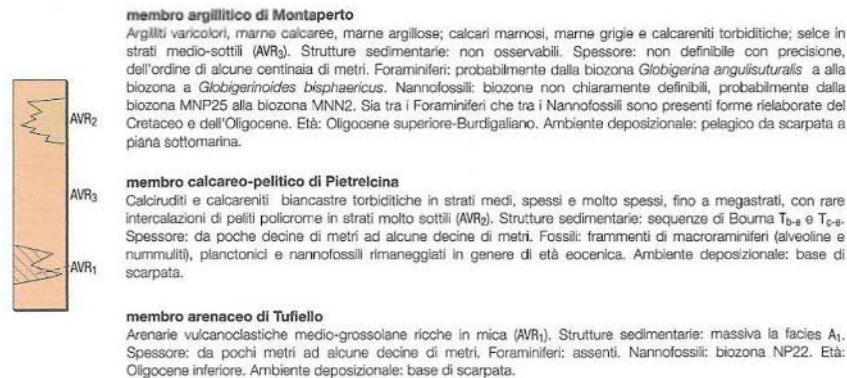 membro argillitico di Montaperto
Argilliti varicolori, marne calcaree, marne argillose; calcari marnosi, marne grigie e calcareniti torbiditiche; selce in
strati medio-sottili (AVR₃). Strutture sedimentarie: non osservabili. Spessore: non definibile con precisione,
dell'ordine di alcune centinaia di metri. Foraminiferi: probabilmente dalla biozona Globigerina angulisuturalis a alla
biozona a Globigerinoides bisphaericus. Nannofossili: biozone non chiaramente definibili, probabilmente dalla
biozona MNP25 alla biozona MNN2. Sia tra i Foraminiferi che tra i Nannofossili sono presenti forme rielaborate del
Cretaceo e dell'Oligocene. Età: Oligocene superiore-Burdigaliano. Ambiente deposizionale: pelagico da scarpata a
piana sottomarina.
AVR₂
AVR₃
AVR₁
membro calcareo-pelitico di Pietrelcina
Calciruditi e calcareniti biancastre torbiditiche in strati medi, spessi e molto spessi, fino a megastrati, con rare
intercalazioni di peliti policrome in strati molto sottili (AVR₂). Strutture sedimentarie: sequenze di Bouma Tb-e e Tc-e.
Spessore: da poche decine di metri ad alcune decine di metri. Fossili: frammenti di macroraminiferi (alveoline e
nummuliti), planctonici e nannofossili rimaneggiati in genere di età eocenica. Ambiente deposizionale: base di
scarpata.
membro arenaceo di Tufiello
Arenarie vulcanoclastiche medio-grossolane ricche in mica (AVR₁). Strutture sedimentarie: massiva la facies A₁.
Spessore: da pochi metri ad alcune decine di metri. Foraminiferi: assenti. Nannofossili: biozona NP22. Età:
Oligocene inferiore. Ambiente deposizionale: base di scarpata.